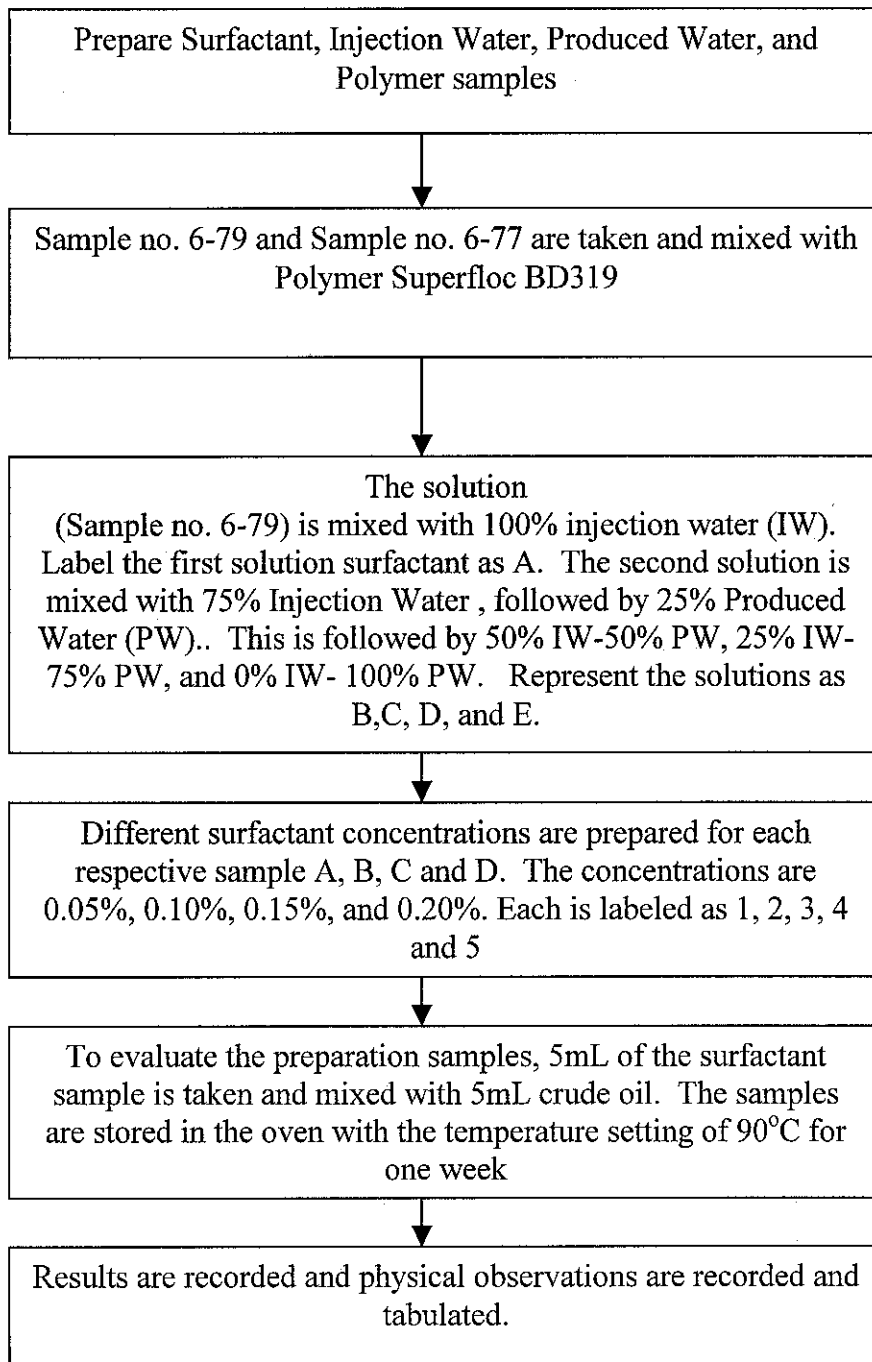 Prepare Surfactant, Injection Water, Produced Water, and
Polymer samples
Sample no. 6-79 and Sample no. 6-77 are taken and mixed with
Polymer Superfloc BD319
The solution
(Sample no. 6-79) is mixed with 100% injection water (IW).
Label the first solution surfactant as A. The second solution is
mixed with 75% Injection Water , followed by 25% Produced
Water (PW).. This is followed by 50% IW-50% PW, 25% IW-
75% PW, and 0% IW- 100% PW. Represent the solutions as
B,C, D, and E.
Different surfactant concentrations are prepared for each
respective sample A, B, C and D. The concentrations are
0.05%, 0.10%, 0.15%, and 0.20%. Each is labeled as 1, 2, 3, 4
and 5
To evaluate the preparation samples, 5mL of the surfactant
sample is taken and mixed with 5mL crude oil. The samples
are stored in the oven with the temperature setting of 90°C for
one week
Results are recorded and physical observations are recorded and
tabulated.